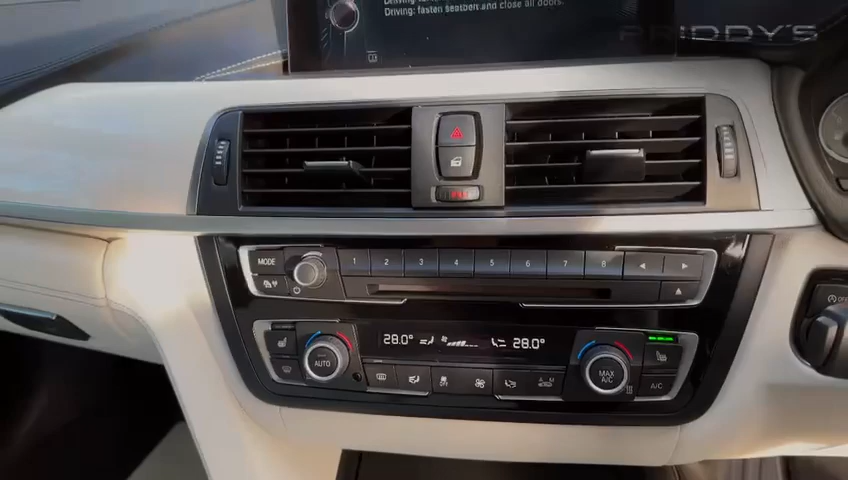 Driving: fasten seatbelt and close all doors.
PRIDDY'S
MODE
1 2 3 4 5 6 7 8
28.0°
28.0°
AUTO
MAX
A/C
OFF
A/C